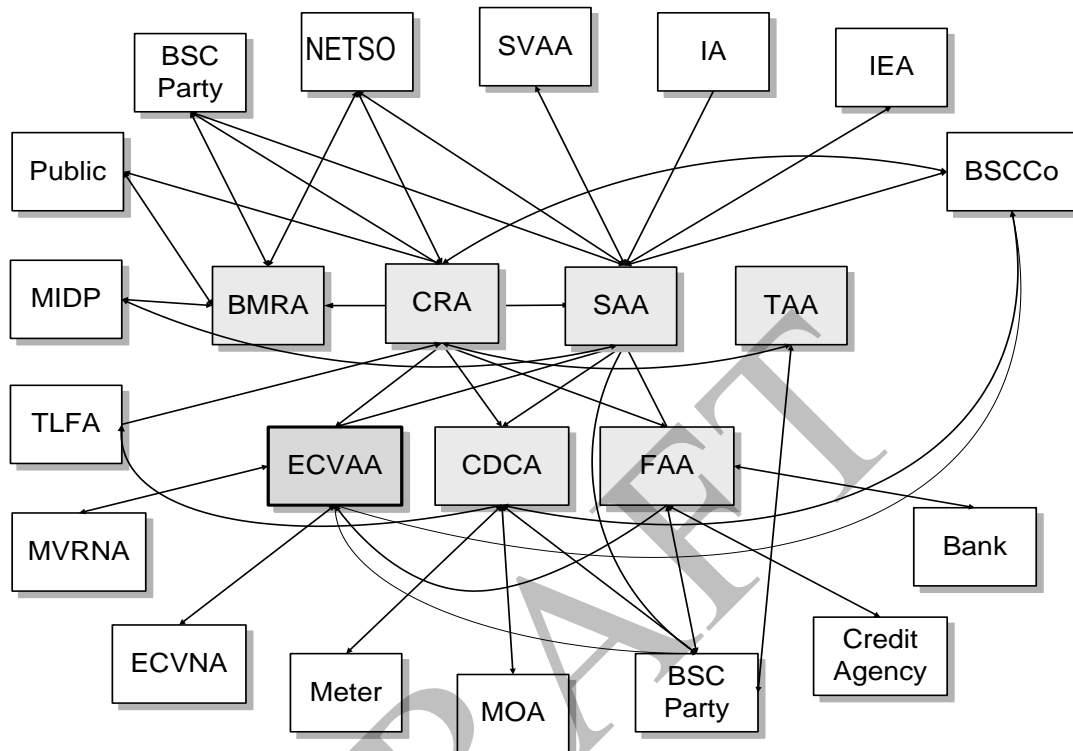 BSC
Party
NETSO
SVAA
IA
IEA
Public
BSCCo
MIDP
BMRA
CRA
SAA
TAA
TLFA
ECVAA
CDCA
FAA
MVRNA
Bank
ECVNA
Meter
MOA
BSC
Party
Credit
Agency
DRAFT